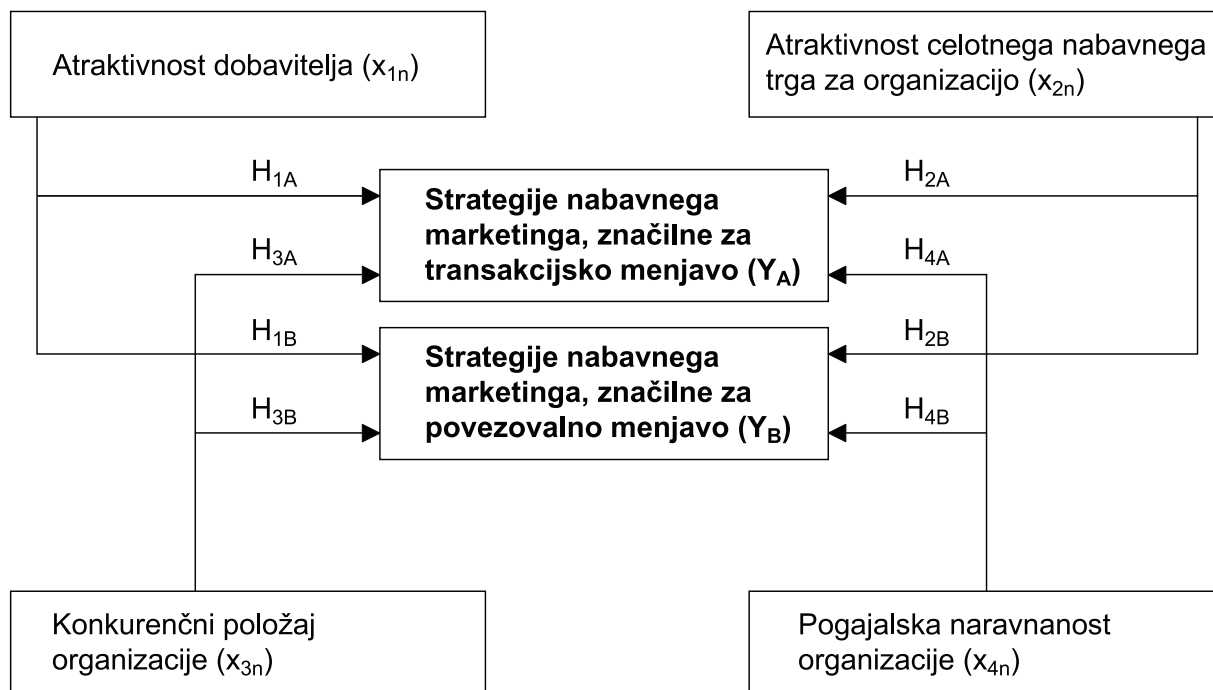 Atraktivnost dobavitelja (x1n)
Atraktivnost celotnega nabavnega
trga za organizacijo (x2n)
H1A
H2A
Strategije nabavnega
marketinga, značilne za
transakcijsko menjavo (YA)
H3A
H4A
H1B
H2B
Strategije nabavnega
marketinga, značilne za
povezovalno menjavo (YB)
H3B
H4B
Konkurenčni položaj
organizacije (x3n)
Pogajalska naravnanost
organizacije (x4n)